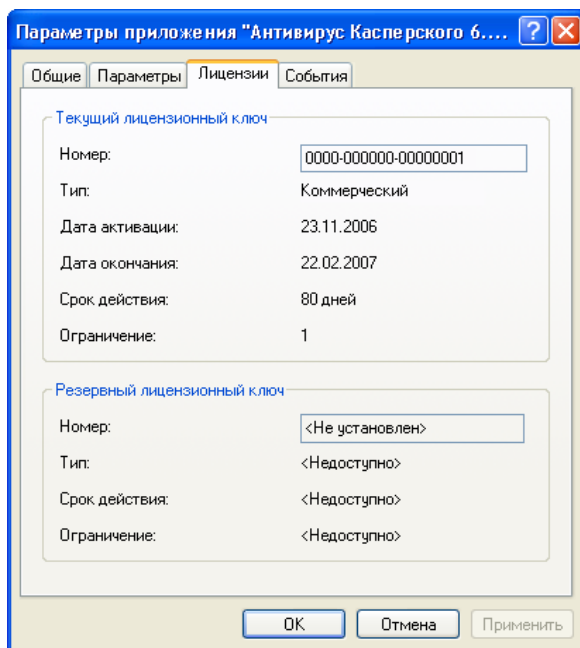 Параметры приложения "Антивирус Касперского 6....
Общие Параметры Лицензии События
Текущий лицензионный ключ
Номер: 0000-000000-00000001
Тип: Коммерческий
Дата активации: 23.11.2006
Дата окончания: 22.02.2007
Срок действия: 80 дней
Ограничение: 1
Резервный лицензионный ключ
Номер: <Не установлен>
Тип: <Недоступно>
Срок действия: <Недоступно>
Ограничение: <Недоступно>
OK Отмена Применить